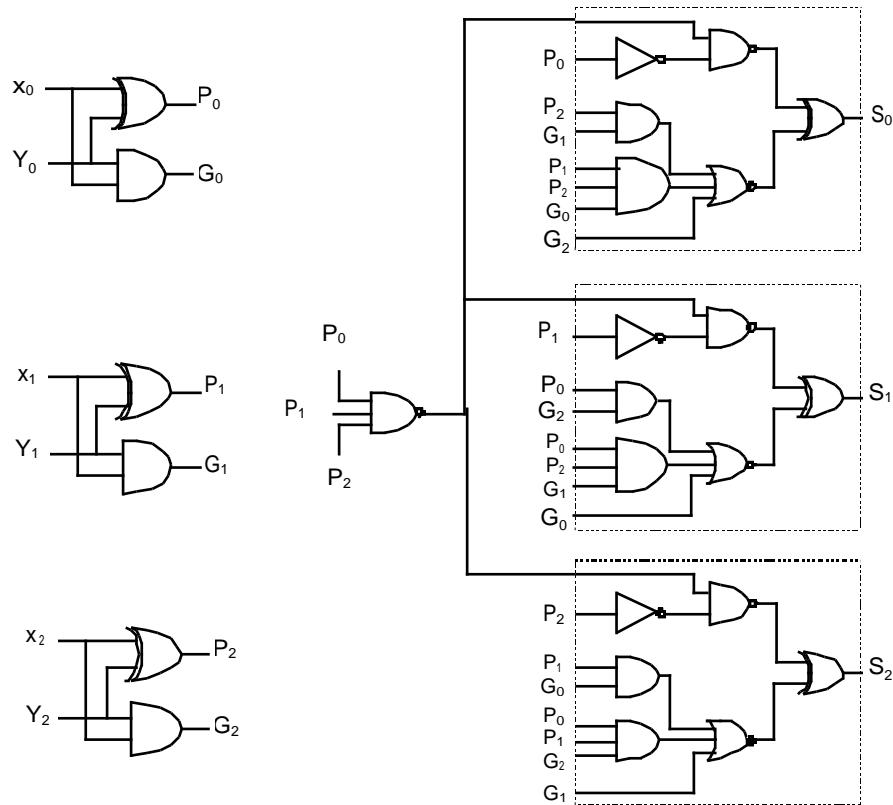 x₀
P₀
Y₀
G₀
x₁
P₁
Y₁
G₁
x₂
P₂
Y₂
G₂
P₀
P₁
P₂
P₀
P₂
G₁
P₁
P₂
G₀
G₂
S₀
P₁
P₀
G₂
P₀
P₂
G₁
G₀
S₁
P₂
P₁
G₀
P₀
P₁
G₂
G₁
S₂